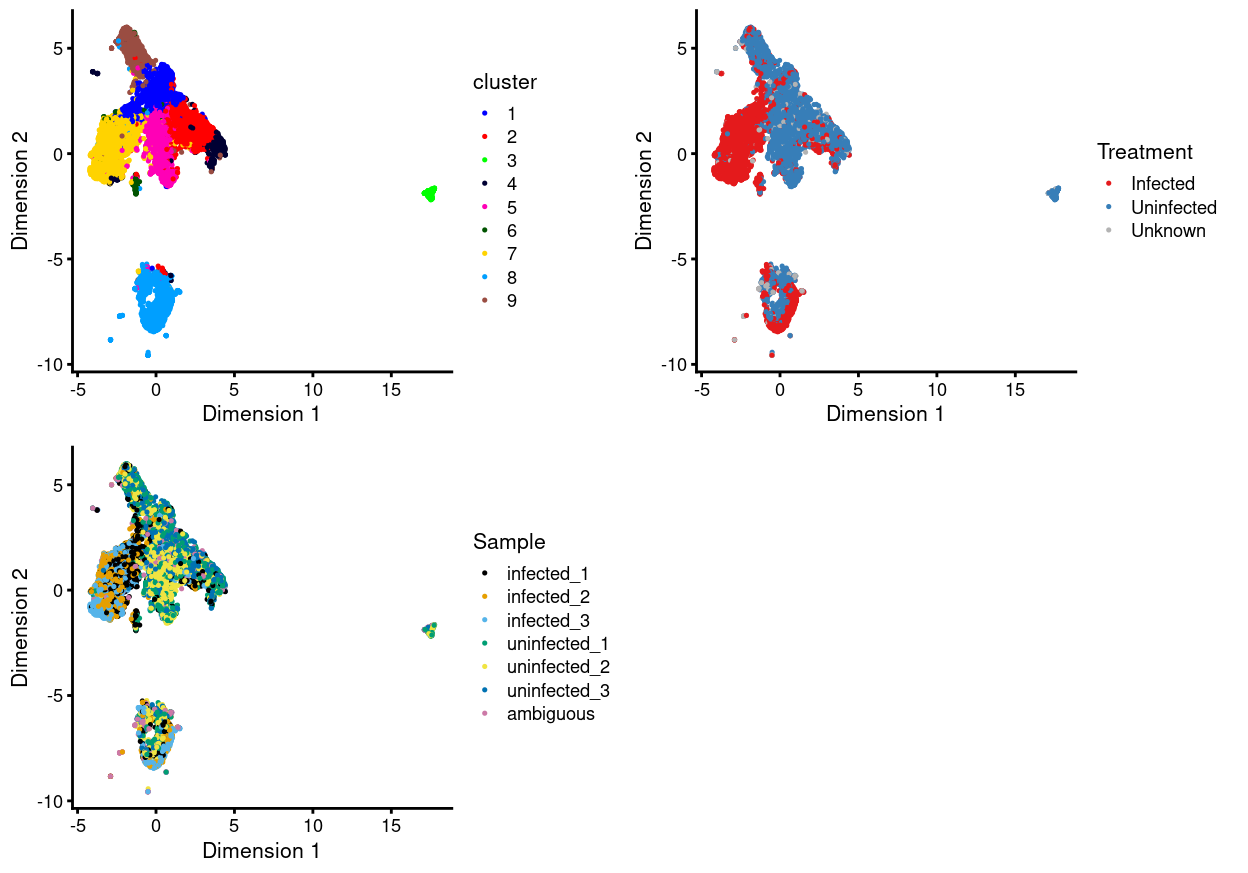 5
0
-5
-10
Dimension 2
-5 0 5 10 15
Dimension 1
cluster
1
2
3
4
5
6
7
8
9
5
0
-5
-10
Dimension 2
-5 0 5 10 15
Dimension 1
Treatment
Infected
Uninfected
Unknown
5
0
-5
-10
Dimension 2
-5 0 5 10 15
Dimension 1
Sample
infected_1
infected_2
infected_3
uninfected_1
uninfected_2
uninfected_3
ambiguous